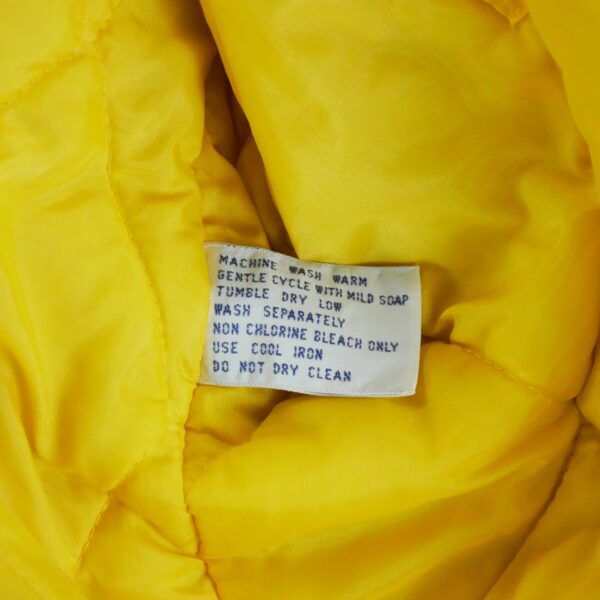 MACHINE WASH WARM
GENTLE CYCLE WITH MILD SOAP
TUMBLE DRY LOW
WASH SEPARATELY
NON CHLORINE BLEACH ONLY
USE COOL IRON
DO NOT DRY CLEAN